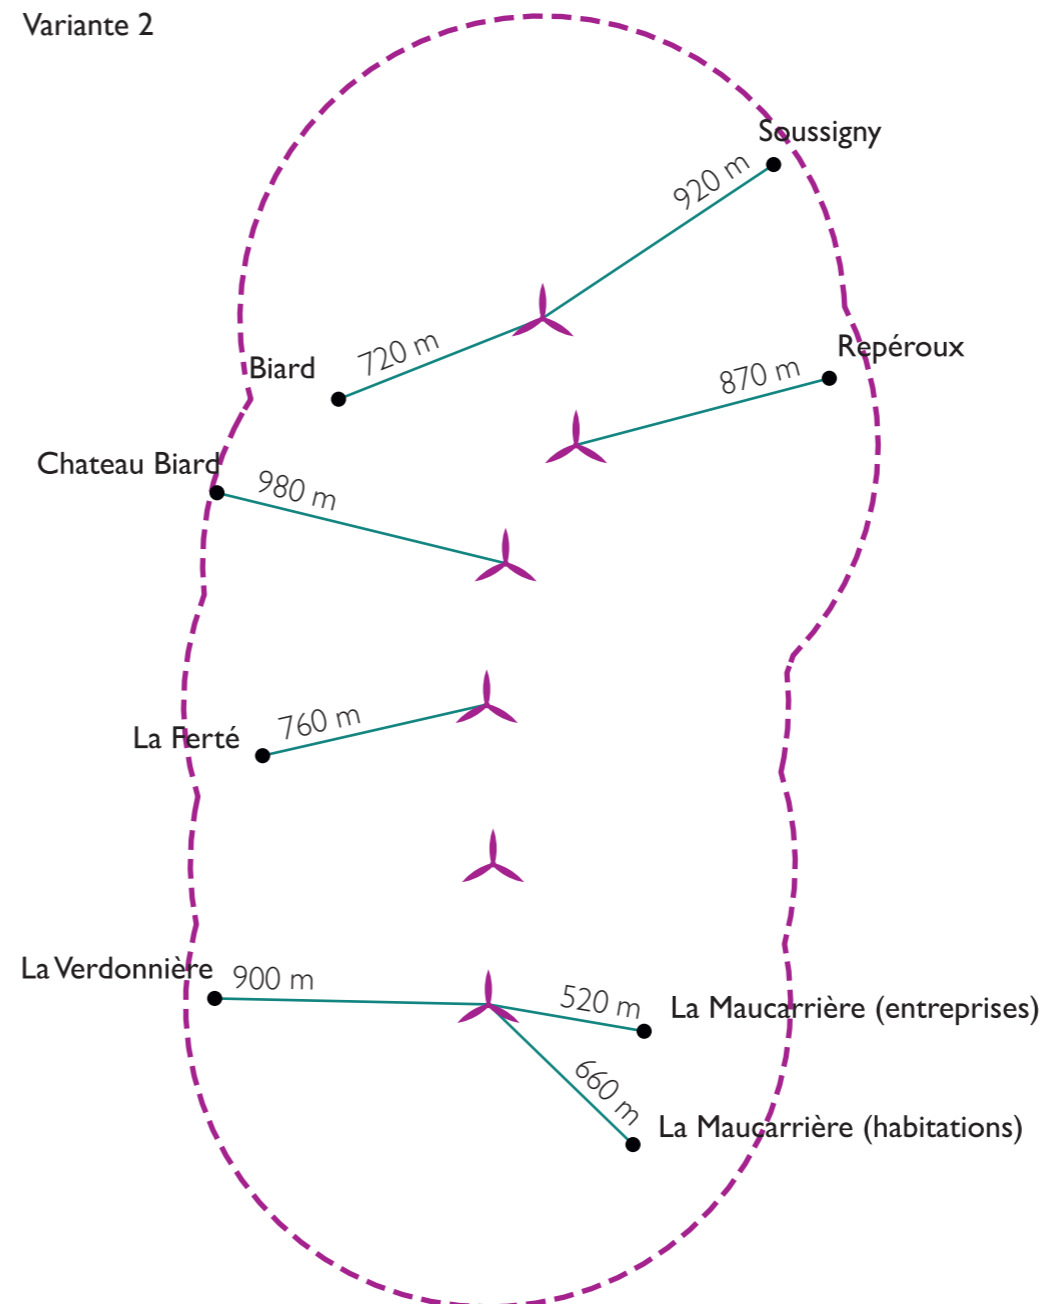 Variante 2
Soussigny
920 m
Repéroux
720 m
Biard
870 m
Chateau Biard
980 m
760 m
La Ferté
La Verdonnière
900 m
520 m
La Maucarrière (entreprises)
660 m
La Maucarrière (habitations)